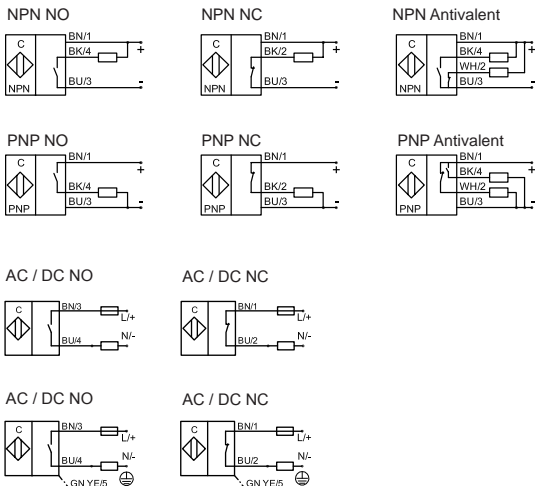 NPN NO
NPN NC
NPN Antivalent
C
BN/1
+
BK/4
NPN
BU/3
-
C
BN/1
+
BK/2
NPN
BU/3
-
C
BN/1
+
BK/4
WH/2
NPN
BU/3
-
PNP NO
PNP NC
PNP Antivalent
C
BN/1
+
BK/4
PNP
BU/3
-
C
BN/1
+
BK/2
PNP
BU/3
-
C
BN/1
+
BK/4
WH/2
PNP
BU/3
-
AC / DC NO
AC / DC NC
C
BN/3
L/+
N/-
BU/4
C
BN/1
L/+
N/-
BU/2
AC / DC NO
AC / DC NC
C
BN/3
L/+
N/-
BU/4
GN YE/5
C
BN/1
L/+
N/-
BU/2
GN YE/5